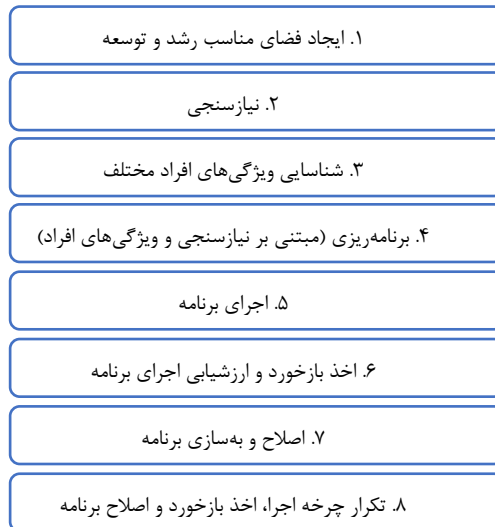 ۱. ایجاد فضای مناسب رشد و توسعه
۲. نیازسنجی
۳. شناسایی ویژگی‌های افراد مختلف
۴. برنامه‌ریزی (مبتنی بر نیازسنجی و ویژگی‌های افراد)
۵. اجرای برنامه
۶. اخذ بازخورد و ارزشیابی اجرای برنامه
۷. اصلاح و به‌سازی برنامه
۸. تکرار چرخه اجرا، اخذ بازخورد و اصلاح برنامه